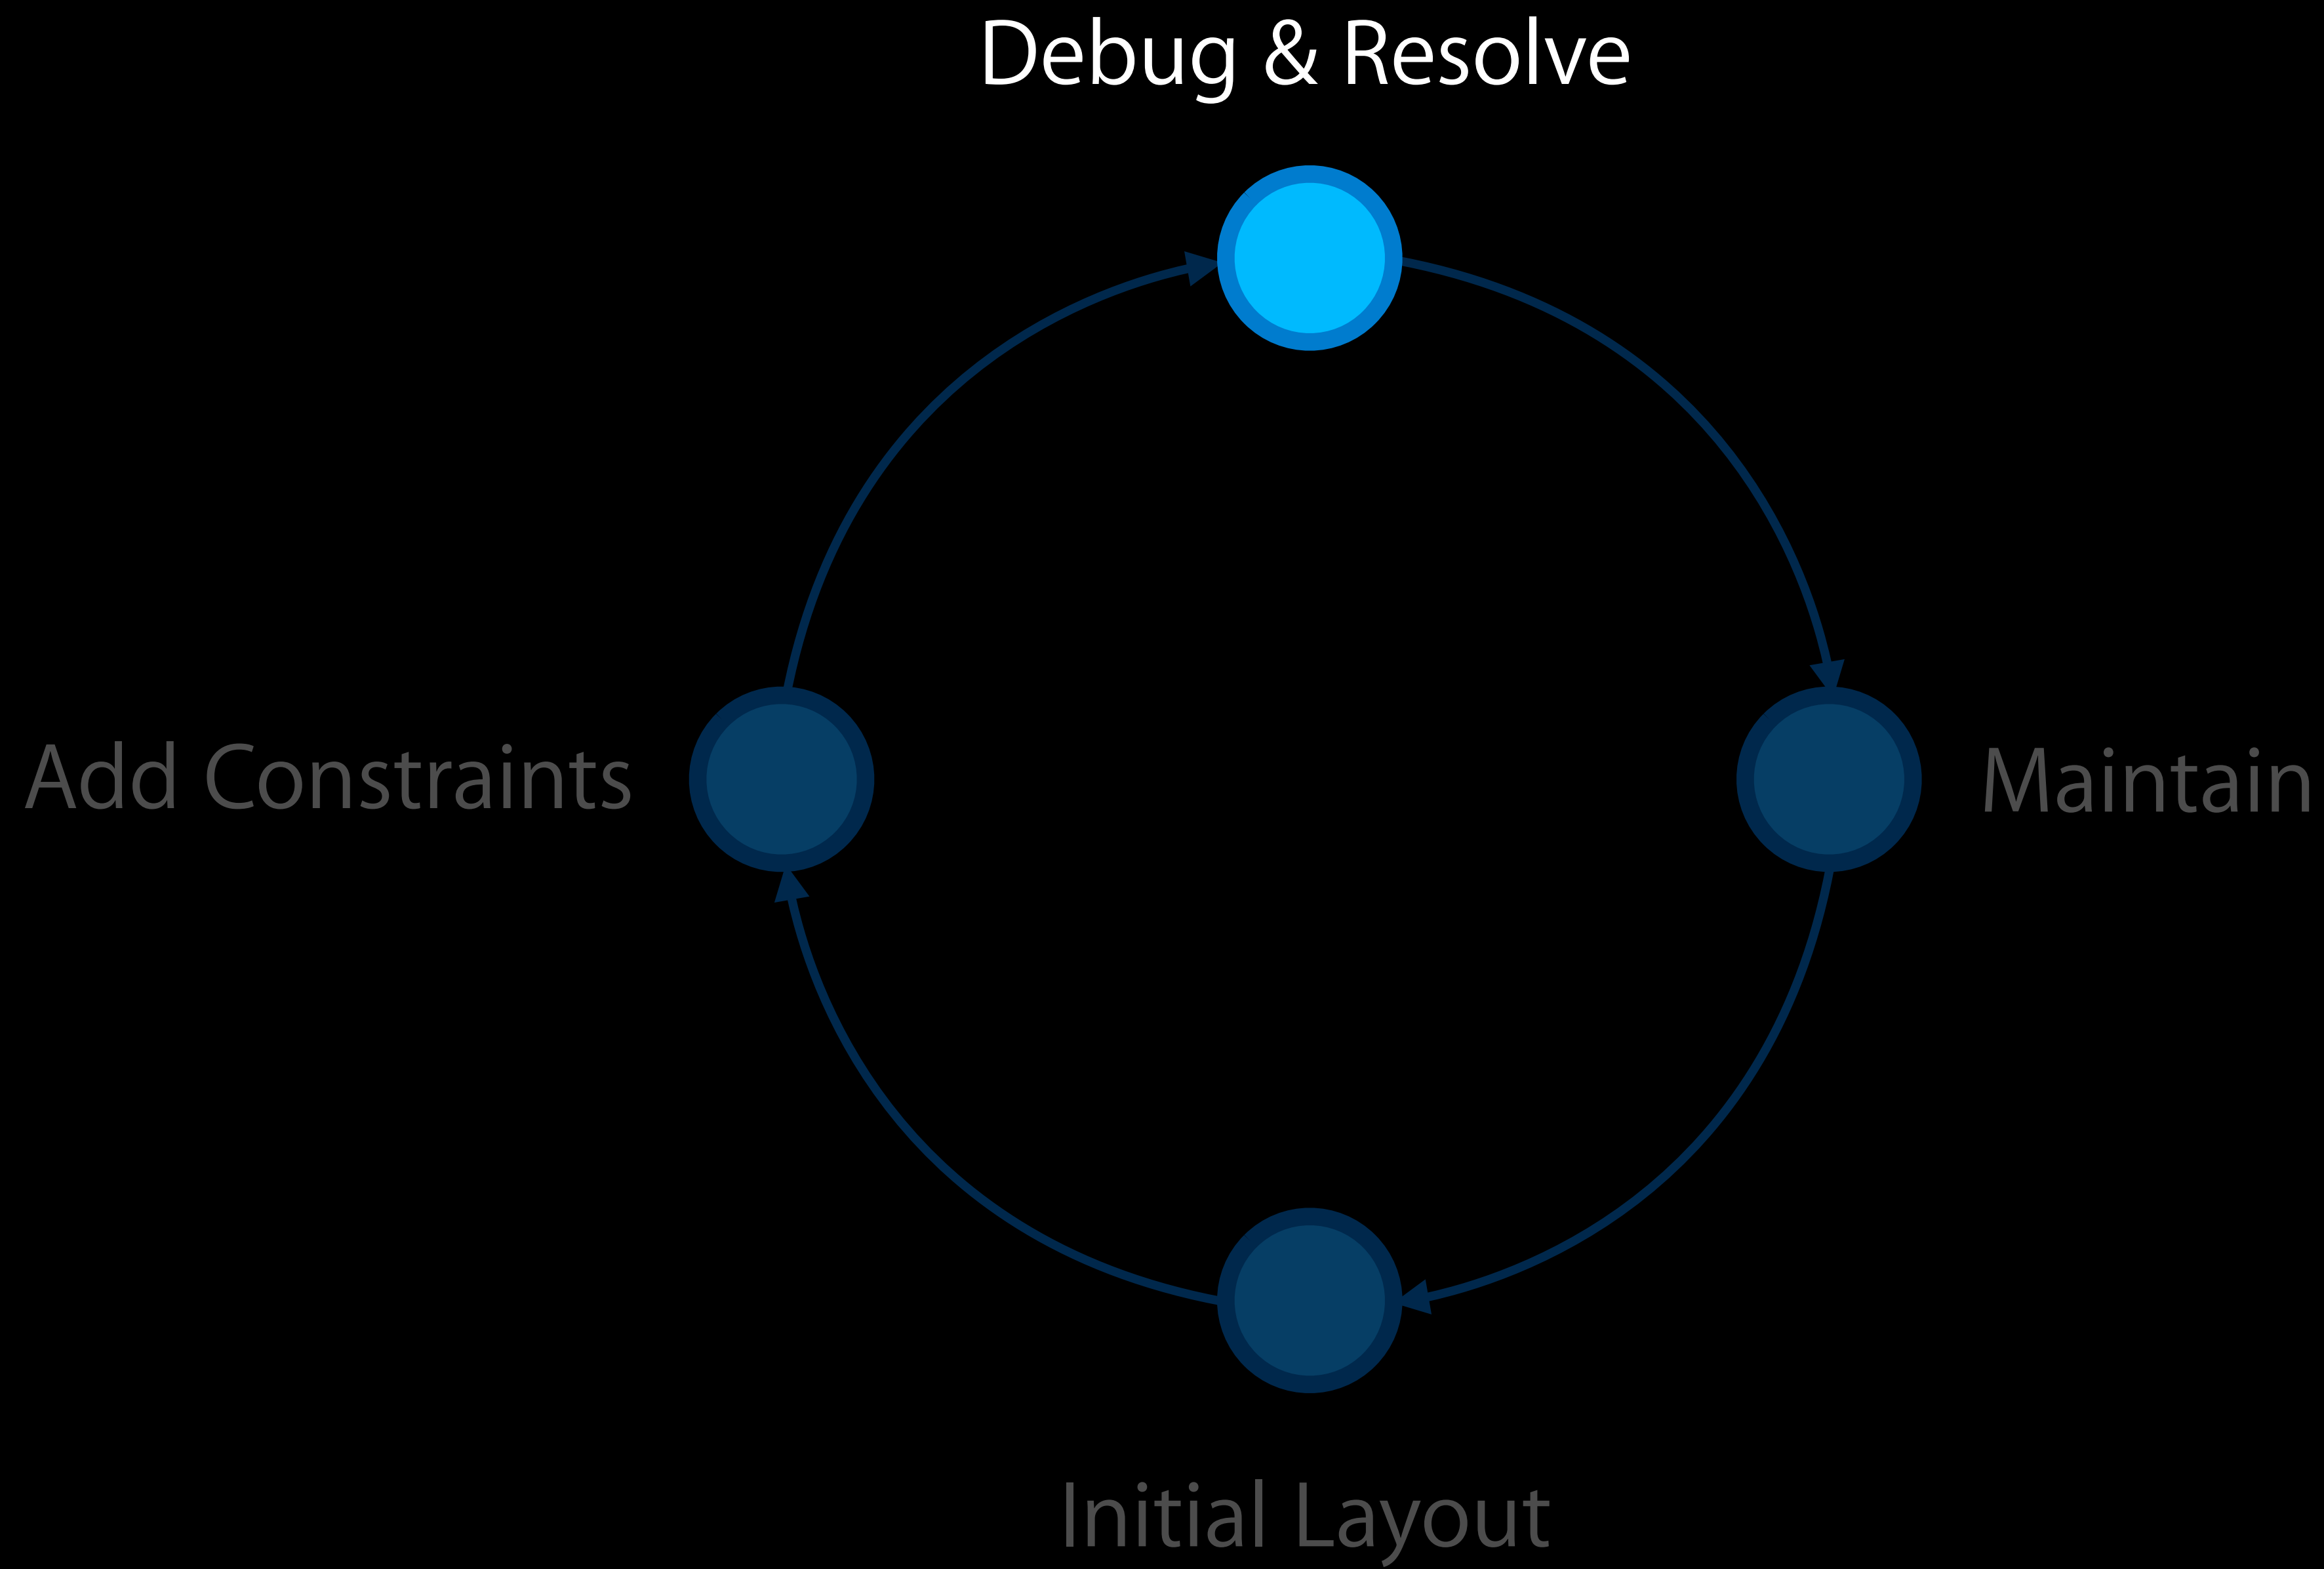 Debug & Resolve
Add Constraints
Maintain
Initial Layout